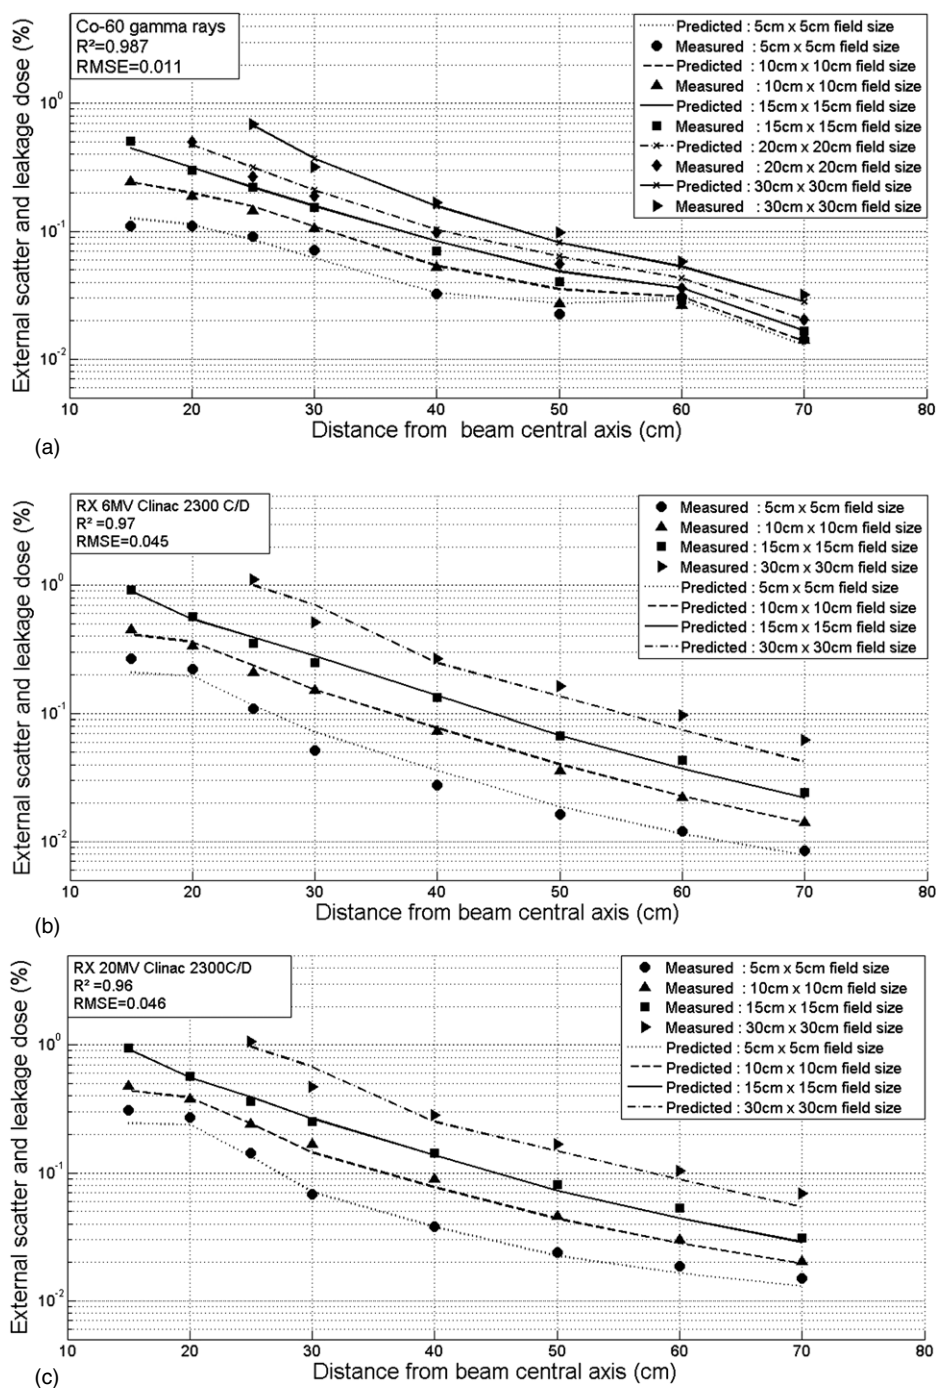 Co-60 gamma rays
R²=0.987
RMSE=0.011
Predicted : 5cm x 5cm field size
Measured : 5cm x 5cm field size
Predicted : 10cm x 10cm field size
Measured : 10cm x 10cm field size
Predicted : 15cm x 15cm field size
Measured : 15cm x 15cm field size
Predicted : 20cm x 20cm field size
Measured : 20cm x 20cm field size
Predicted : 30cm x 30cm field size
Measured : 30cm x 30cm field size
External scatter and leakage dose (%)
10⁰
10⁻¹
10⁻²
10 20 30 40 50 60 70 80
Distance from beam central axis (cm)
(a)
RX 6MV Clinac 2300 C/D
R² =0.97
RMSE=0.045
Measured : 5cm x 5cm field size
Measured : 10cm x 10cm field size
Measured : 15cm x 15cm field size
Measured : 30cm x 30cm field size
Predicted : 5cm x 5cm field size
Predicted : 10cm x 10cm field size
Predicted : 15cm x 15cm field size
Predicted : 30cm x 30cm field size
External scatter and leakage dose (%)
10⁰
10⁻¹
10⁻²
10 20 30 40 50 60 70 80
Distance from beam central axis (cm)
(b)
RX 20MV Clinac 2300C/D
R² =0.96
RMSE=0.046
Measured : 5cm x 5cm field size
Measured : 10cm x 10cm field size
Measured : 15cm x 15cm field size
Measured : 30cm x 30cm field size
Predicted : 5cm x 5cm field size
Predicted : 10cm x 10cm field size
Predicted : 15cm x 15cm field size
Predicted : 30cm x 30cm field size
External scatter and leakage dose (%)
10⁰
10⁻¹
10⁻²
10 20 30 40 50 60 70 80
Distance from beam central axis (cm)
(c)